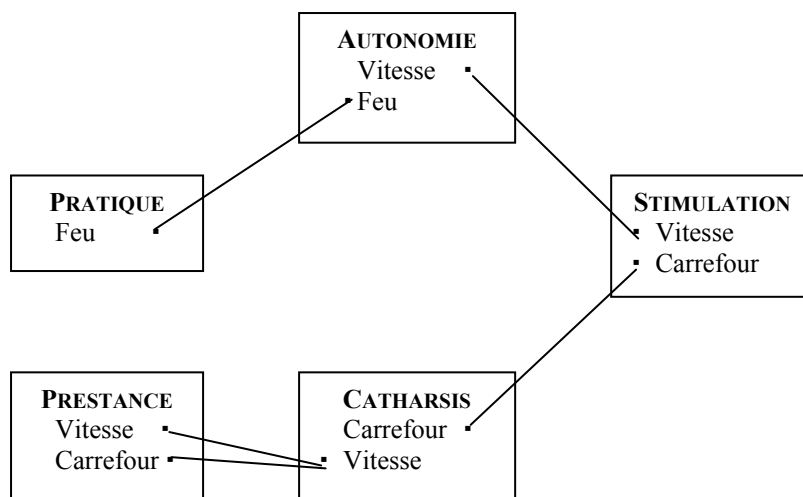 AUTONOMIE
Vitesse
Feu
PRATIQUE
Feu
STIMULATION
Vitesse
Carrefour
PRESTANCE
Vitesse
Carrefour
CATHARSIS
Carrefour
Vitesse